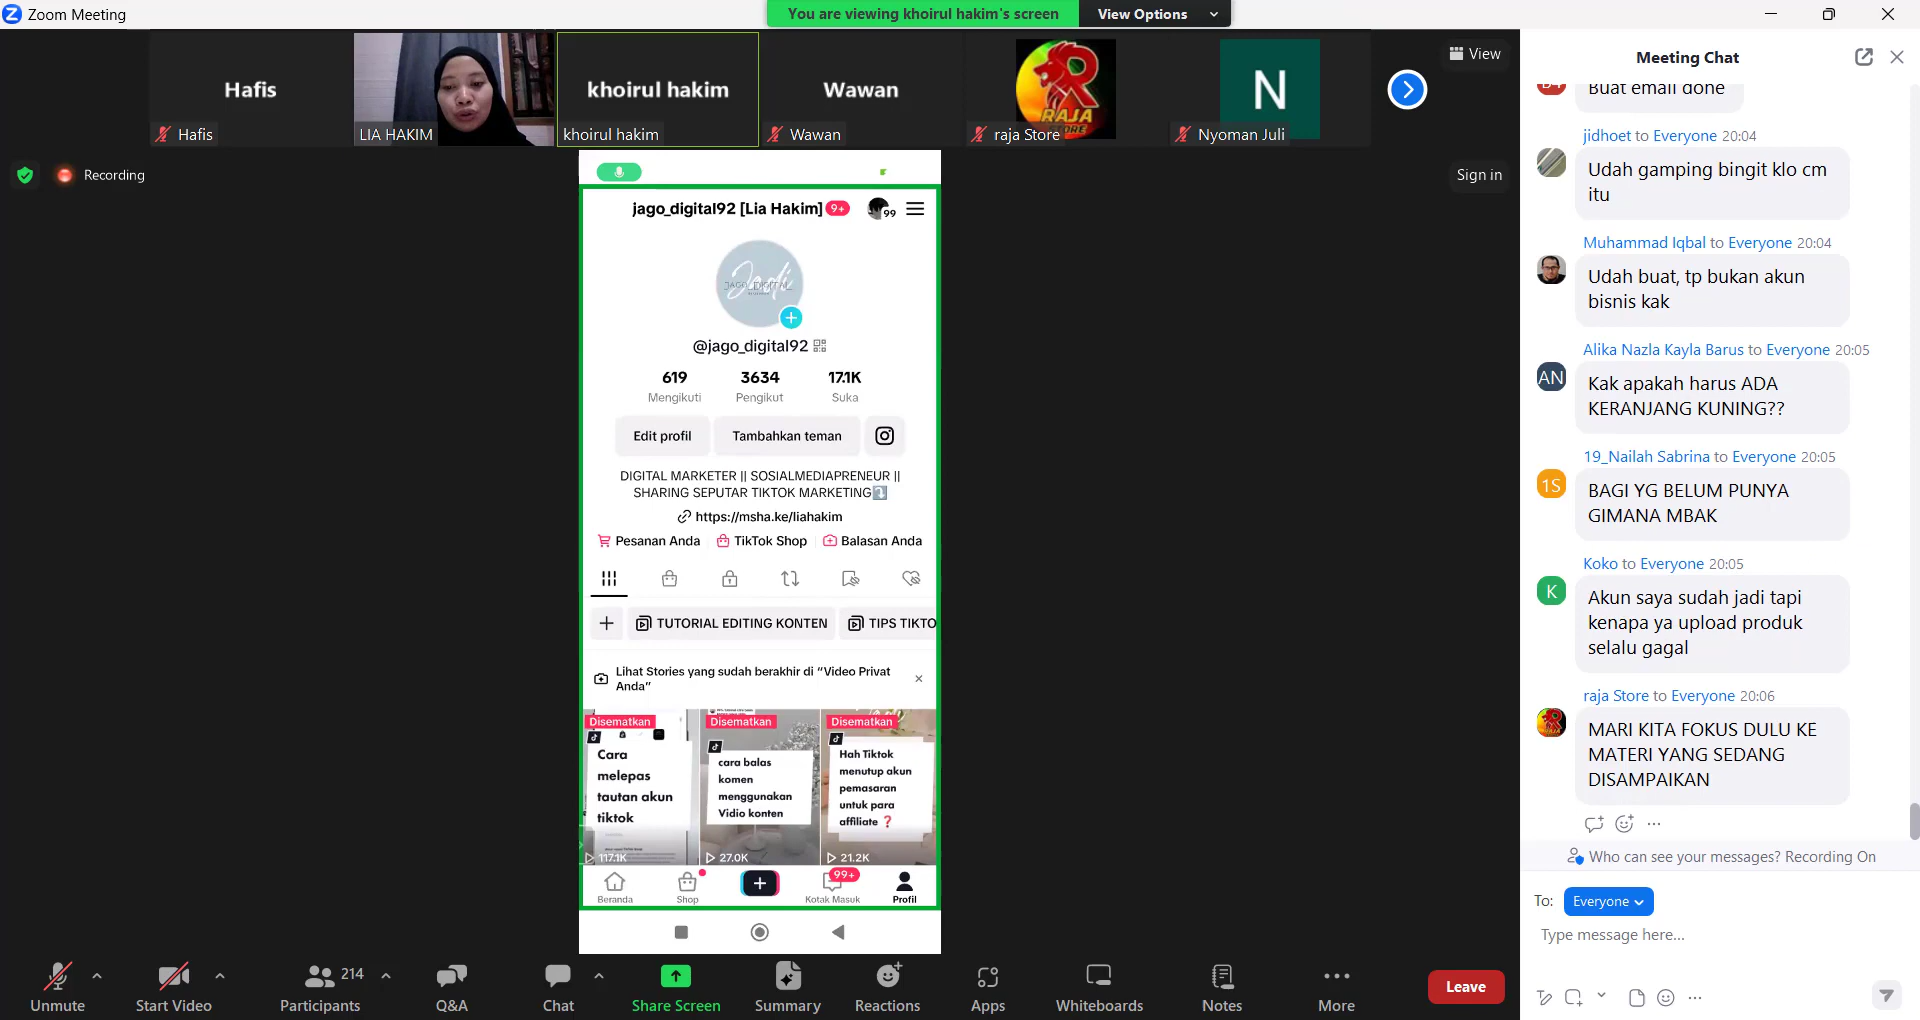 Zoom Meeting
You are viewing khoirul hakim's screen
View Options
Hafis
Hafis
LIA HAKIM
khoirul hakim
khoirul hakim
Wawan
Wawan
RAJA
raja Store
N
Nyoman Juli
View
Recording
Sign in
jago_digital92 [Lia Hakim] 9+
99
Jadi
JAGO_DIGITAL
@jago_digital92
619 3634 17.1K
Mengikuti Pengikut Suka
Edit profil Tambahkan teman
DIGITAL MARKETER || SOSIALMEDIAPRENEUR ||
SHARING SEPUTAR TIKTOK MARKETING⤵️
https://msha.ke/liahakim
Pesanan Anda TikTok Shop Balasan Anda
TUTORIAL EDITING KONTEN TIPS TIKTO
Lihat Stories yang sudah berakhir di “Video Privat
Anda”
Disematkan
Cara
melepas
tautan akun
tiktok
117.1K
Disematkan
cara balas
komen
menggunakan
Vidio konten
27.0K
Disematkan
Hah Tiktok
menutup akun
pemasaran
untuk para
affiliate ❓
21.2K
99+
Beranda Shop Kotak Masuk Profil
Unmute
Start Video
214
Participants
Q&A
Chat
Share Screen
Summary
Reactions
Apps
Whiteboards
Notes
More
Leave
Meeting Chat
Buat email done
jidhoet to Everyone 20:04
Udah gamping bingit klo cm
itu
Muhammad Iqbal to Everyone 20:04
Udah buat, tp bukan akun
bisnis kak
Alika Nazla Kayla Barus to Everyone 20:05
AN
Kak apakah harus ADA
KERANJANG KUNING??
19_Nailah Sabrina to Everyone 20:05
1S
BAGI YG BELUM PUNYA
GIMANA MBAK
Koko to Everyone 20:05
K
Akun saya sudah jadi tapi
kenapa ya upload produk
selalu gagal
raja Store to Everyone 20:06
MARI KITA FOKUS DULU KE
MATERI YANG SEDANG
DISAMPAIKAN
Who can see your messages? Recording On
To: Everyone
Type message here...